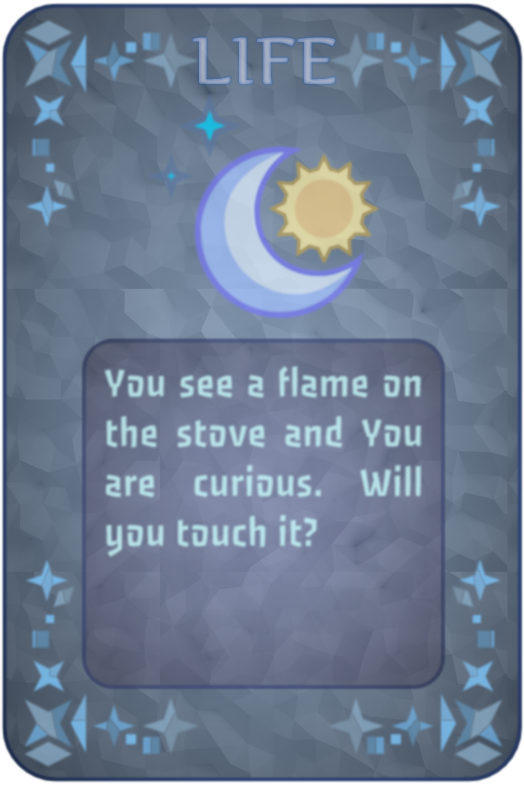 LIFE
You see a flame on
the stove and You
are curious. Will
you touch it?